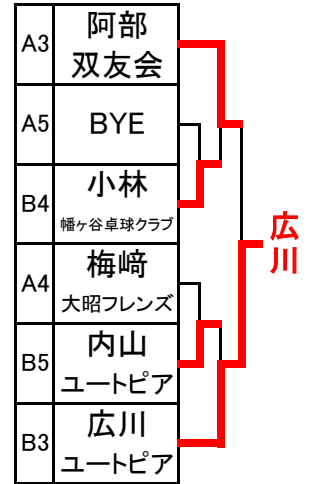 A3
阿部
双友会
A5
BYE
B4
小林
幡ヶ谷卓球クラブ
A4
梅﨑
大昭フレンズ
B5
内山
ユートピア
B3
広川
ユートピア
広川